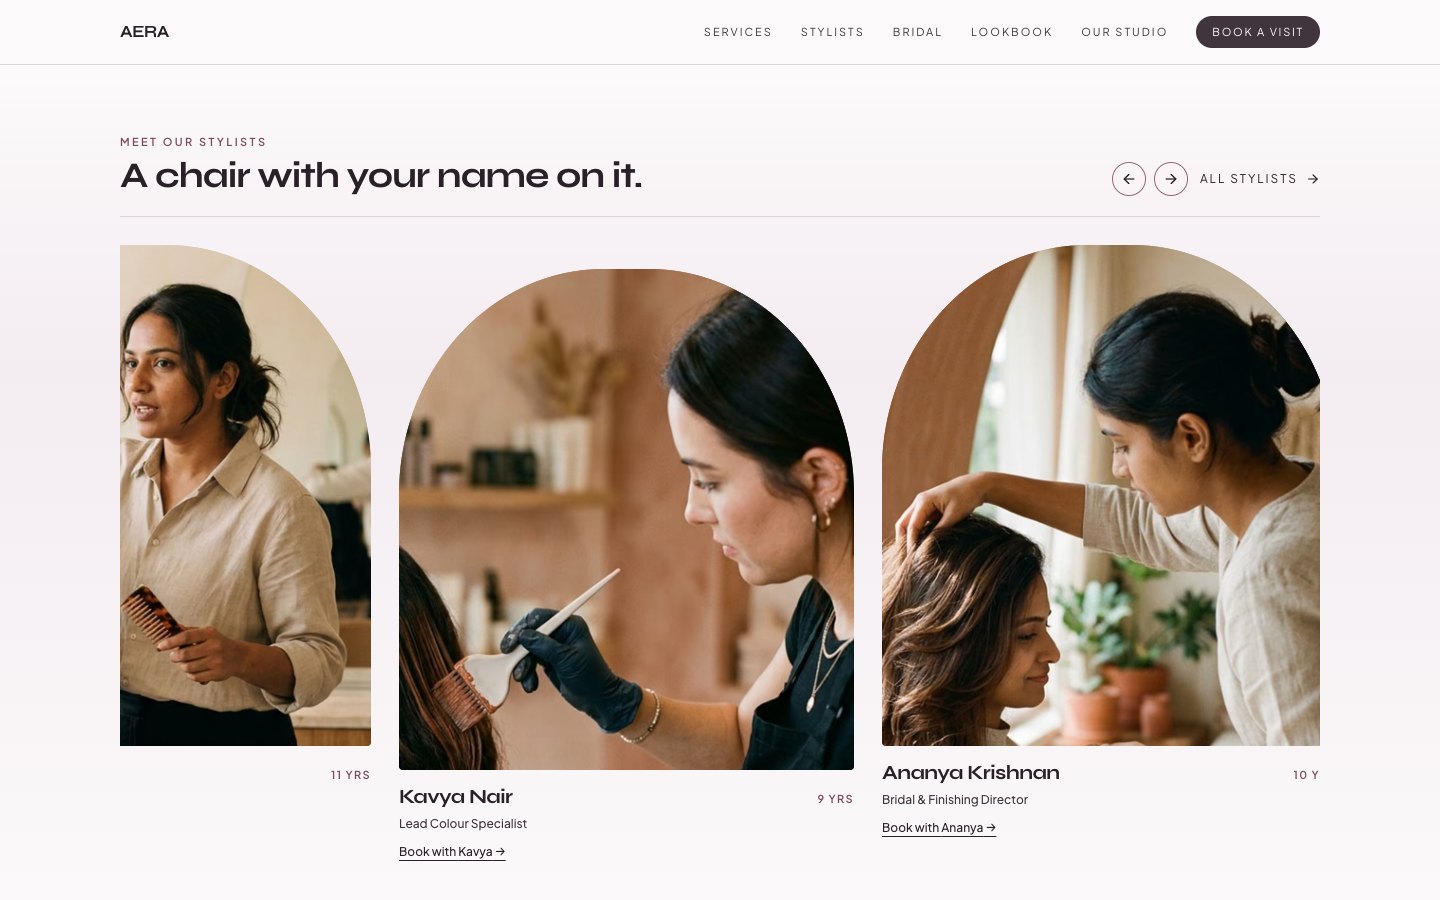 AERA
SERVICES
STYLISTS
BRIDAL
LOOKBOOK
OUR STUDIO
BOOK A VISIT
MEET OUR STYLISTS
A chair with your name on it.
ALL STYLISTS →
11 YRS
Kavya Nair
9 YRS
Lead Colour Specialist
Book with Kavya →
Ananya Krishnan
10 Y
Bridal & Finishing Director
Book with Ananya →